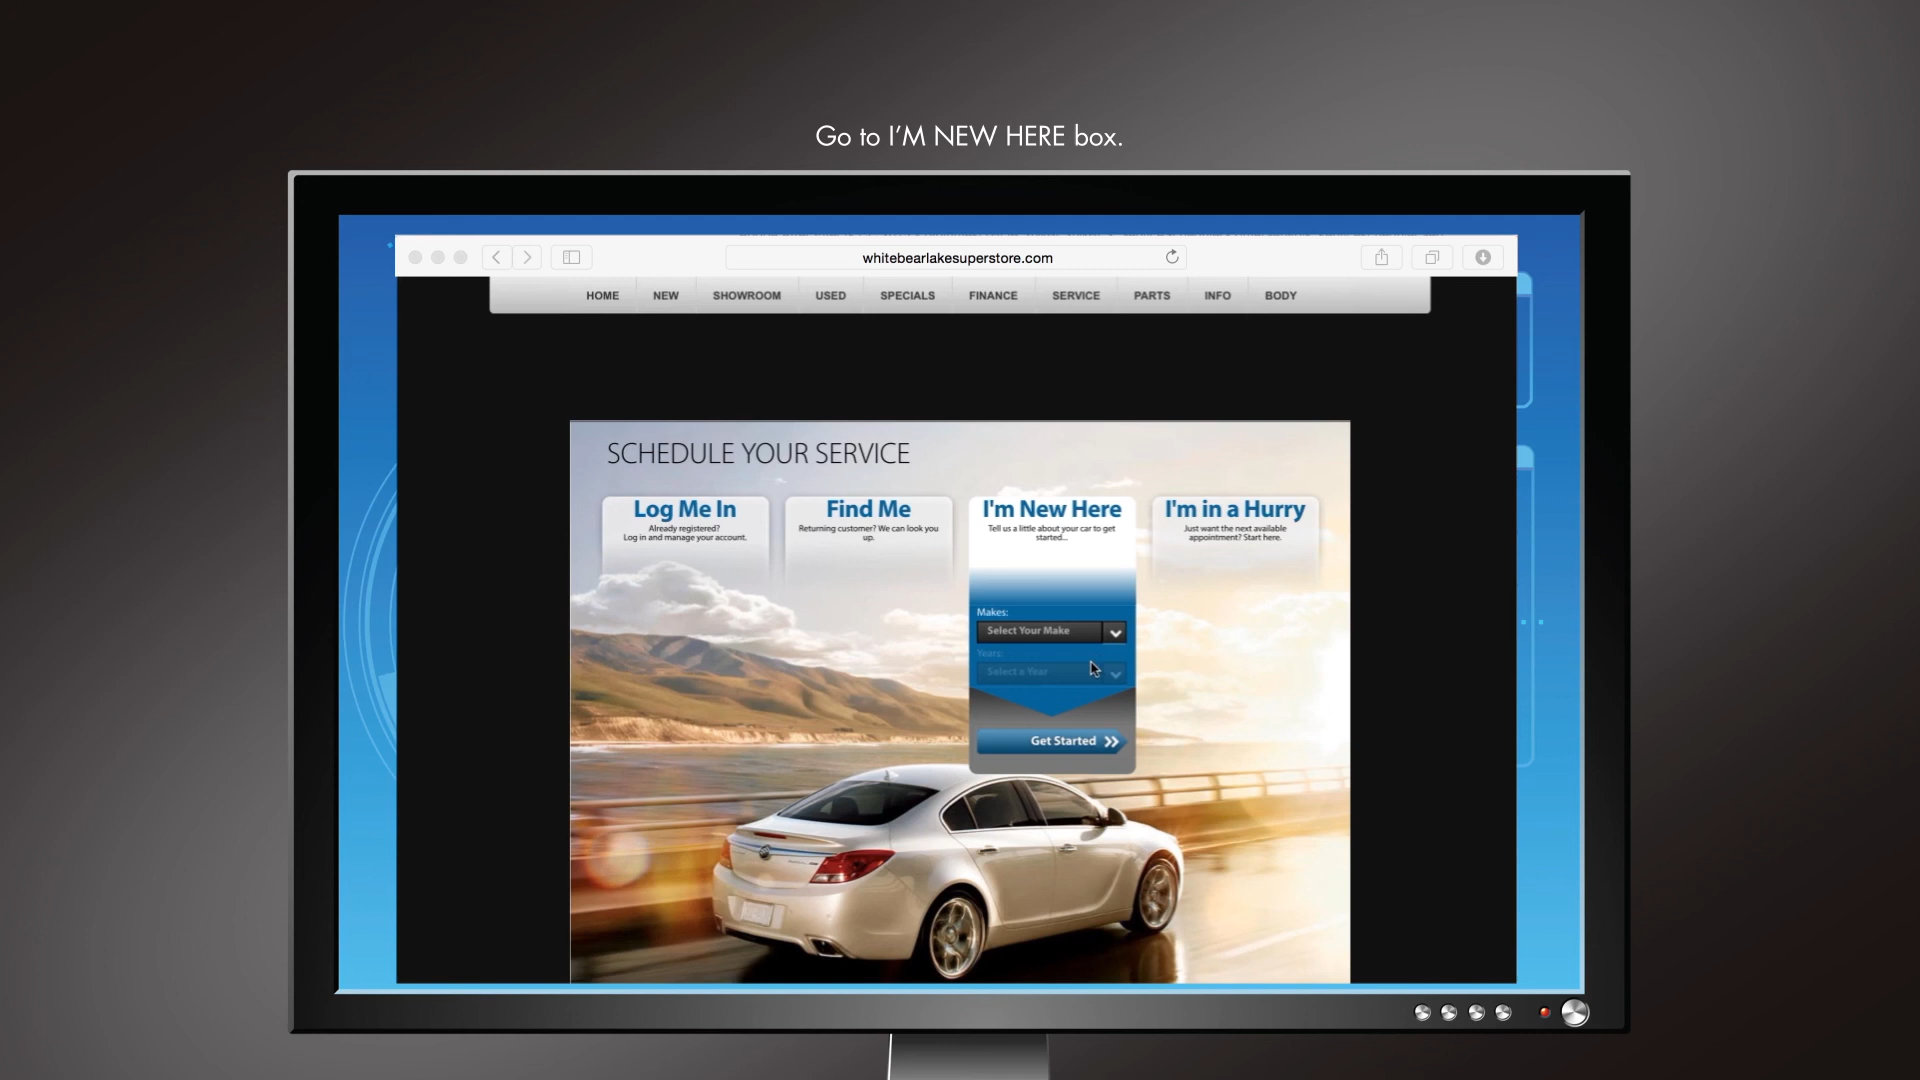 Go to I'M NEW HERE box.
whitebearlakesuperstore.com
HOME NEW SHOWROOM USED SPECIALS FINANCE SERVICE PARTS INFO BODY
SCHEDULE YOUR SERVICE
Log Me In
Already registered?
Log in and manage your account.
Find Me
Returning customer? We can look you
up.
I'm New Here
Tell us a little about your car to get
started...
I'm in a Hurry
Just want the next available
appointment? Start here.
Makes:
Select Your Make
Years:
Select a Year
Get Started